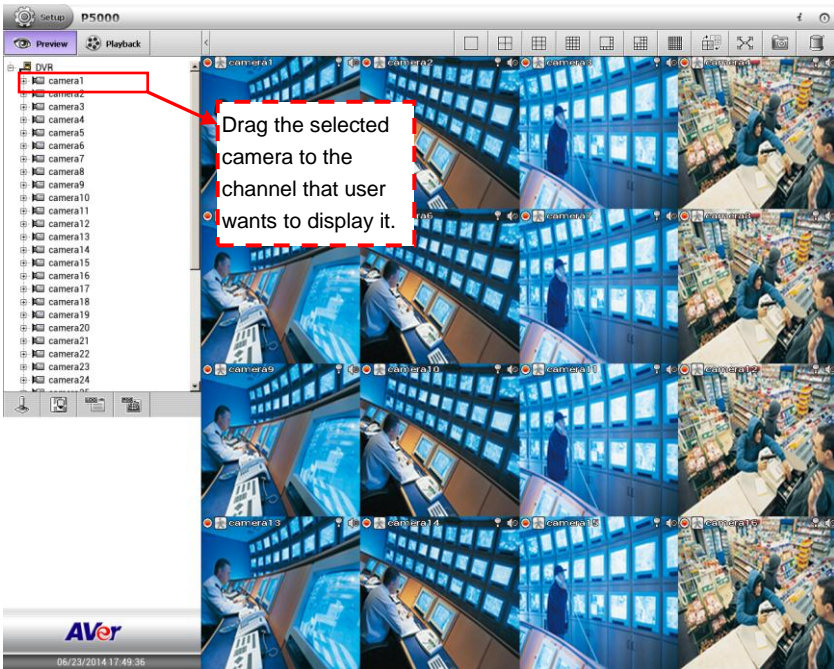 Setup P5000
Preview Playback
DVR
camera1
camera2
camera3
camera4
camera5
camera6
camera7
camera8
camera9
camera10
camera11
camera12
camera13
camera14
camera15
camera16
camera17
camera18
camera19
camera20
camera21
camera22
camera23
camera24
AVer
06/23/2014 17:49:36
camera1
camera2
camera3
camera4
Drag the selected
camera to the
channel that user
wants to display it.
camera7
camera8
camera9
camera10
camera11
camera12
camera13
camera14
camera15
camera16